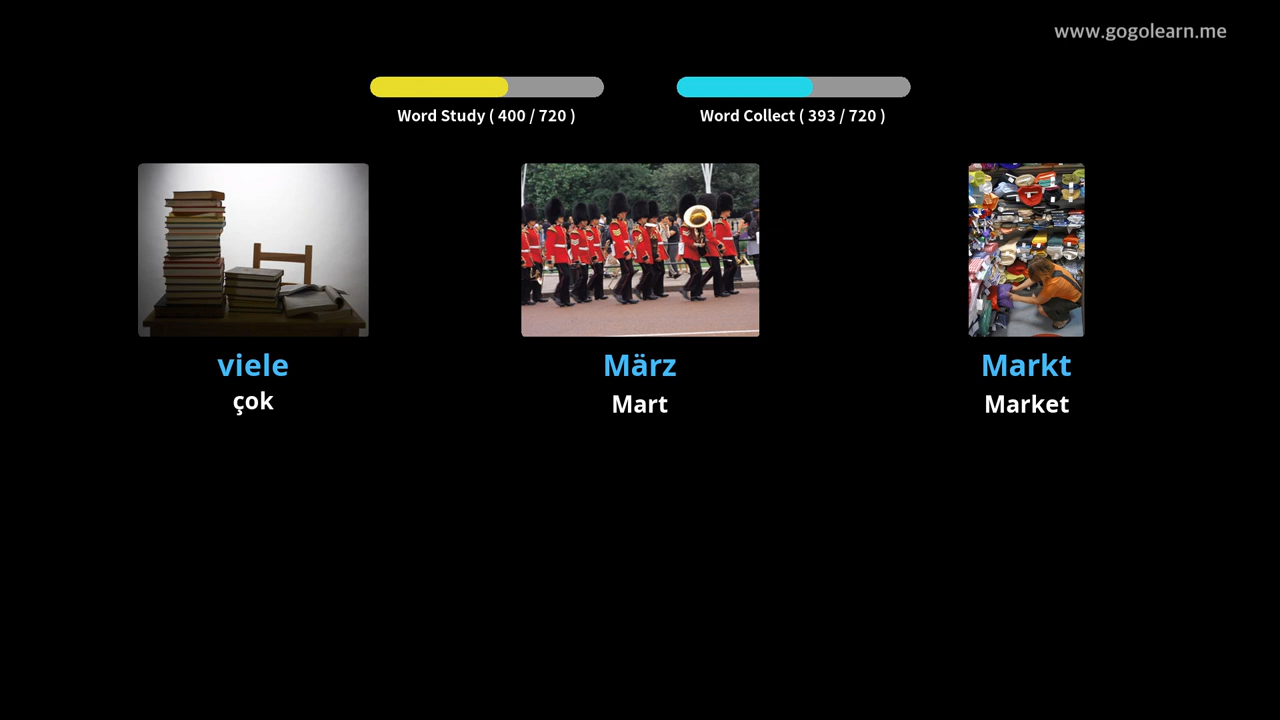 www.gogolearn.me
Word Study ( 400 / 720 )
Word Collect ( 393 / 720 )
viele
çok
März
Mart
Markt
Market